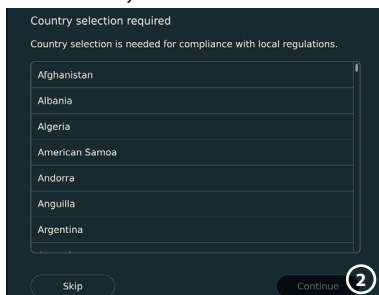 Country selection required
Country selection is needed for compliance with local regulations.
Afghanistan
Albania
Algeria
American Samoa
Andorra
Anguilla
Argentina
Skip
Continue
2